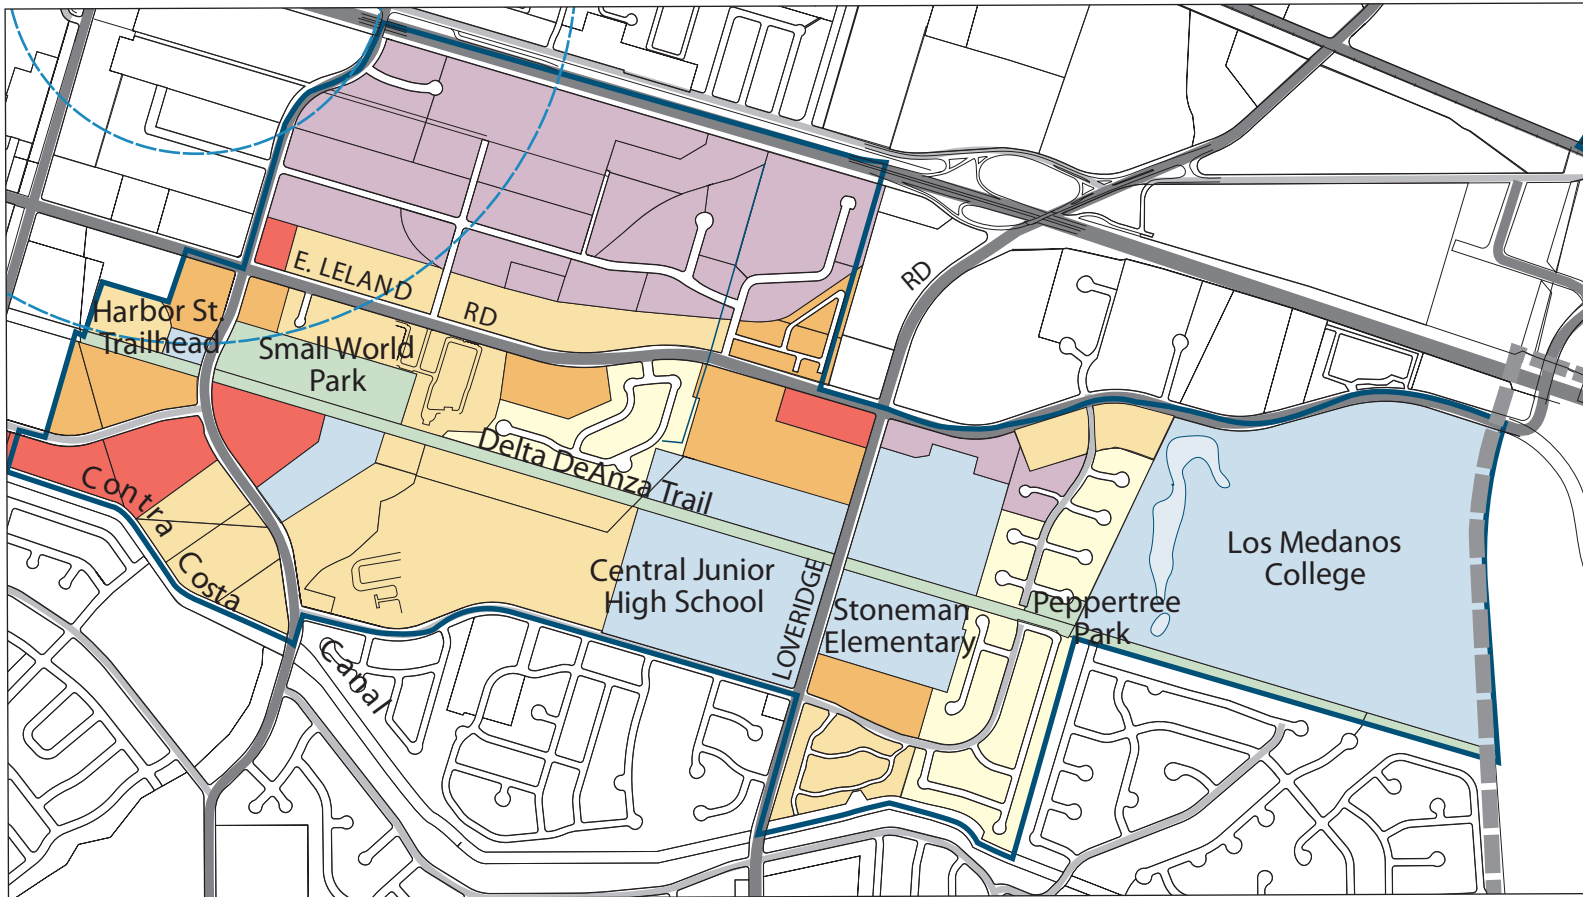 E. LELAND
RD
RD
Harbor St.
Trailhead
Small World
Park
Delta DeAnza Trail
Contra
Costa
Canal
Central Junior
High School
LOVERIDGE
Stoneman
Elementary
Peppertree
Park
Los Medanos
College